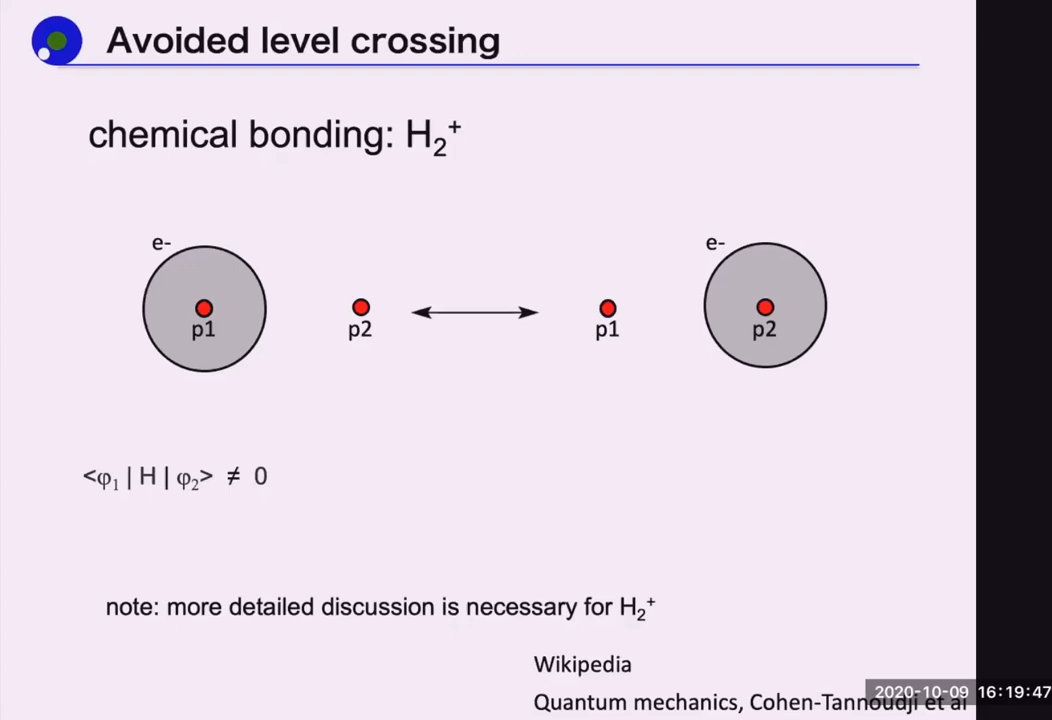 Avoided level crossing
chemical bonding: H₂⁺
e-
e-
p1
p2
p1
p2
<φ₁ | H | φ₂> ≠ 0
note: more detailed discussion is necessary for H₂⁺
Wikipedia
2020-10-09 16:19:47
Quantum mechanics, Cohen-Tannoudji et al